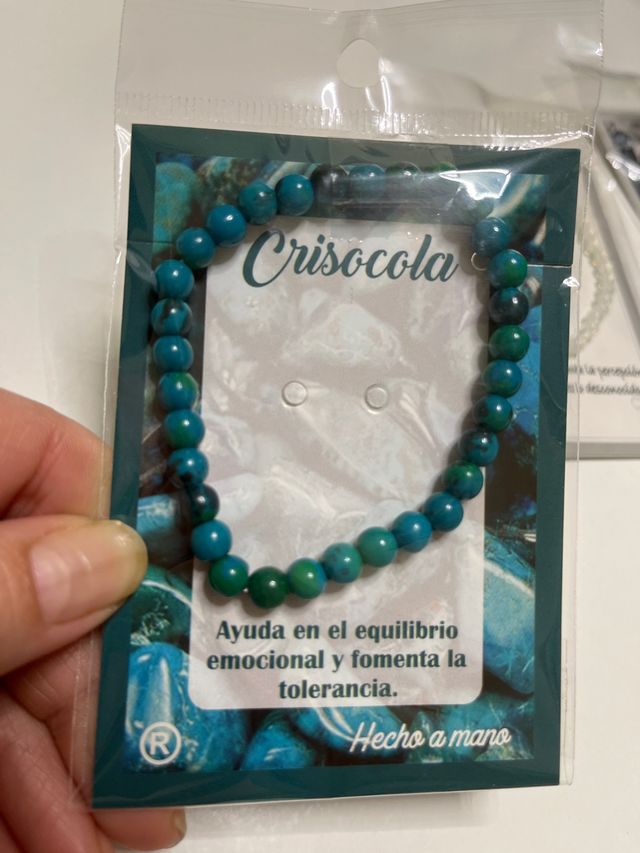 Crisocola
Ayuda en el equilibrio
emocional y fomenta la
tolerancia.
® Hecho a mano